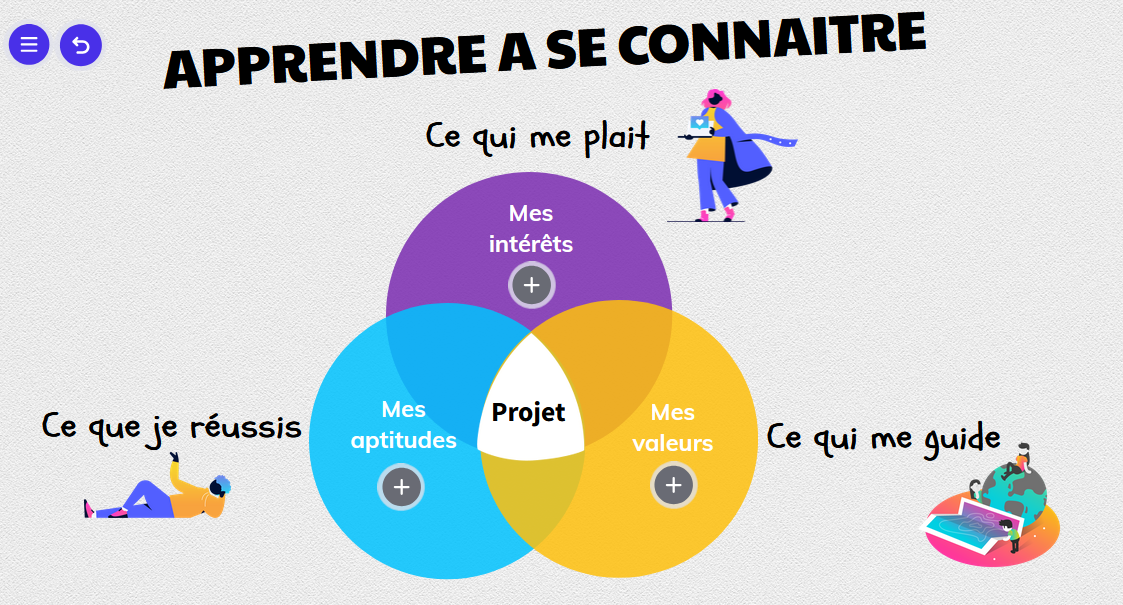 APPRENDRE A SE CONNAITRE
Ce qui me plait
Mes
intérêts
Ce que je réussis
Mes
aptitudes
Projet
Mes
valeurs
Ce qui me guide